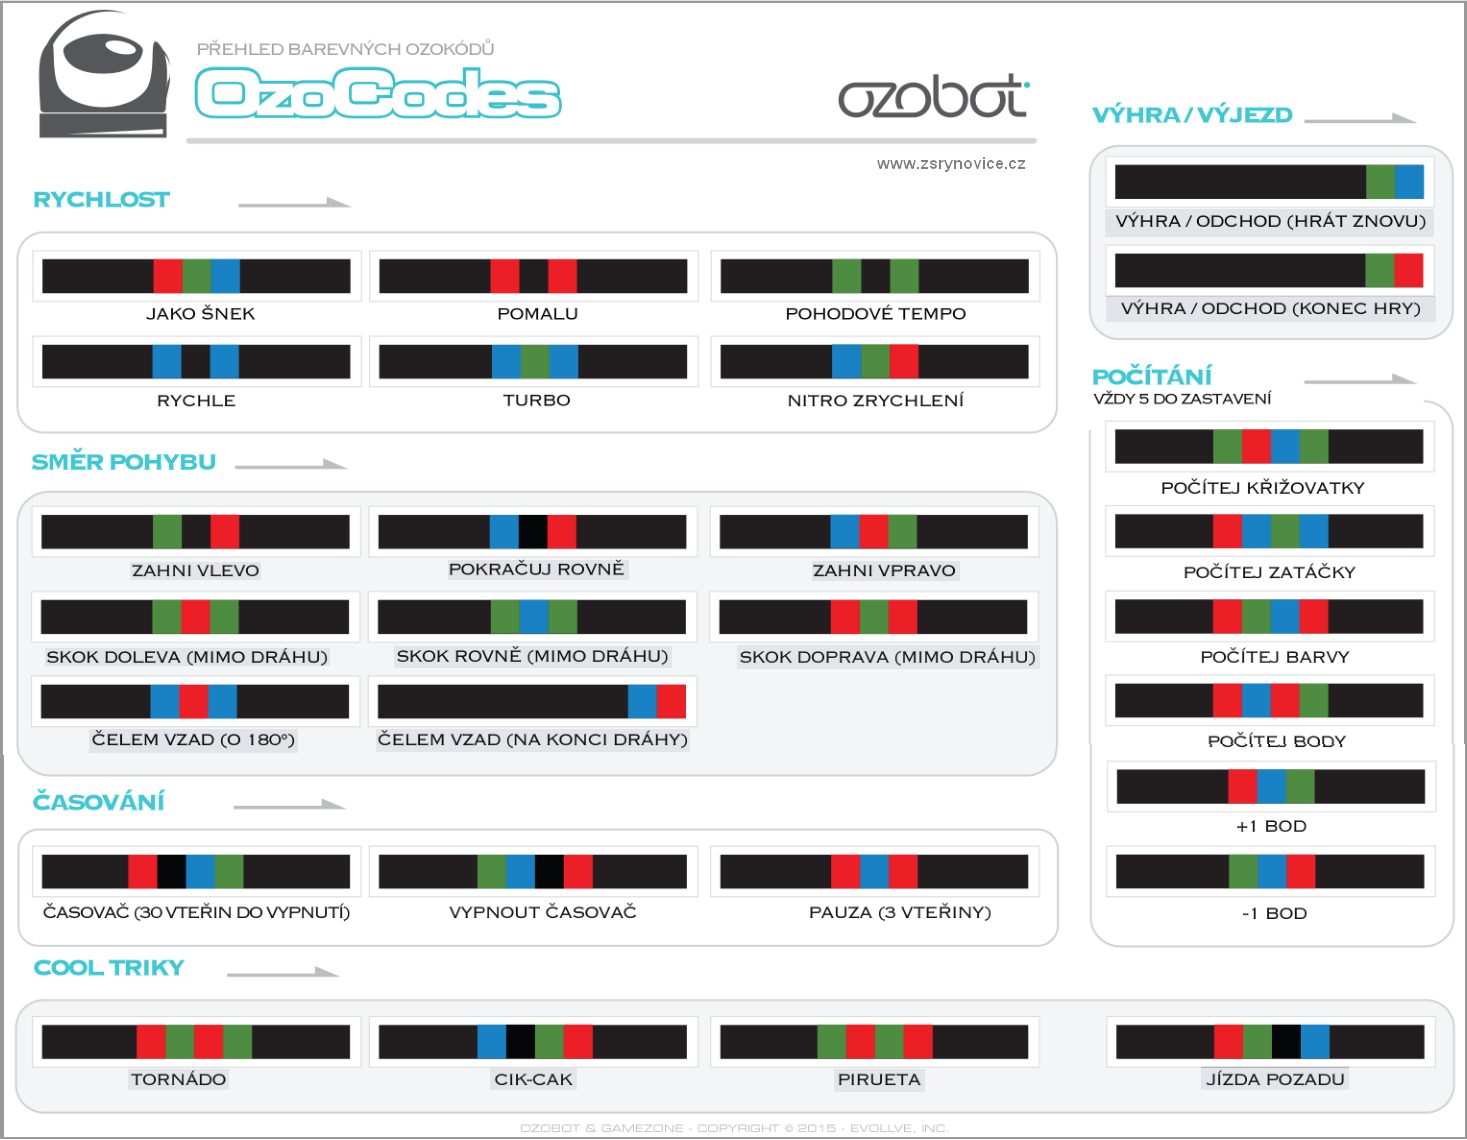 PŘEHLED BAREVNÝCH OZOKÓDŮ
OzoCodes
ozobot
www.zsrynovice.cz
RYCHLOST
JAKO ŠNEK
POMALU
POHODOVÉ TEMPO
RYCHLE
TURBO
NITRO ZRYCHLENÍ
SMĚR POHYBU
ZAHNI VLEVO
POKRAČUJ ROVNĚ
ZAHNI VPRAVO
SKOK DOLEVA (MIMO DRÁHU)
SKOK ROVNĚ (MIMO DRÁHU)
SKOK DOPRAVA (MIMO DRÁHU)
ČELEM VZAD (O 180°)
ČELEM VZAD (NA KONCI DRÁHY)
ČASOVÁNÍ
ČASOVAČ (30 VTEŘIN DO VYPNUTÍ)
VYPNOUT ČASOVAČ
PAUZA (3 VTEŘINY)
VÝHRA / VÝJEZD
VÝHRA / ODCHOD (HRÁT ZNOVU)
VÝHRA / ODCHOD (KONEC HRY)
POČÍTÁNÍ
VŽDY 5 DO ZASTAVENÍ
POČÍTEJ KŘIŽOVATKY
POČÍTEJ ZATÁČKY
POČÍTEJ BARVY
POČÍTEJ BODY
+1 BOD
-1 BOD
COOL TRIKY
TORNÁDO
CIK-CAK
PIRUETA
JÍZDA POZADU
OZOBOT & GAMEZONE - COPYRIGHT © 2015 - EVOLLVE, INC.